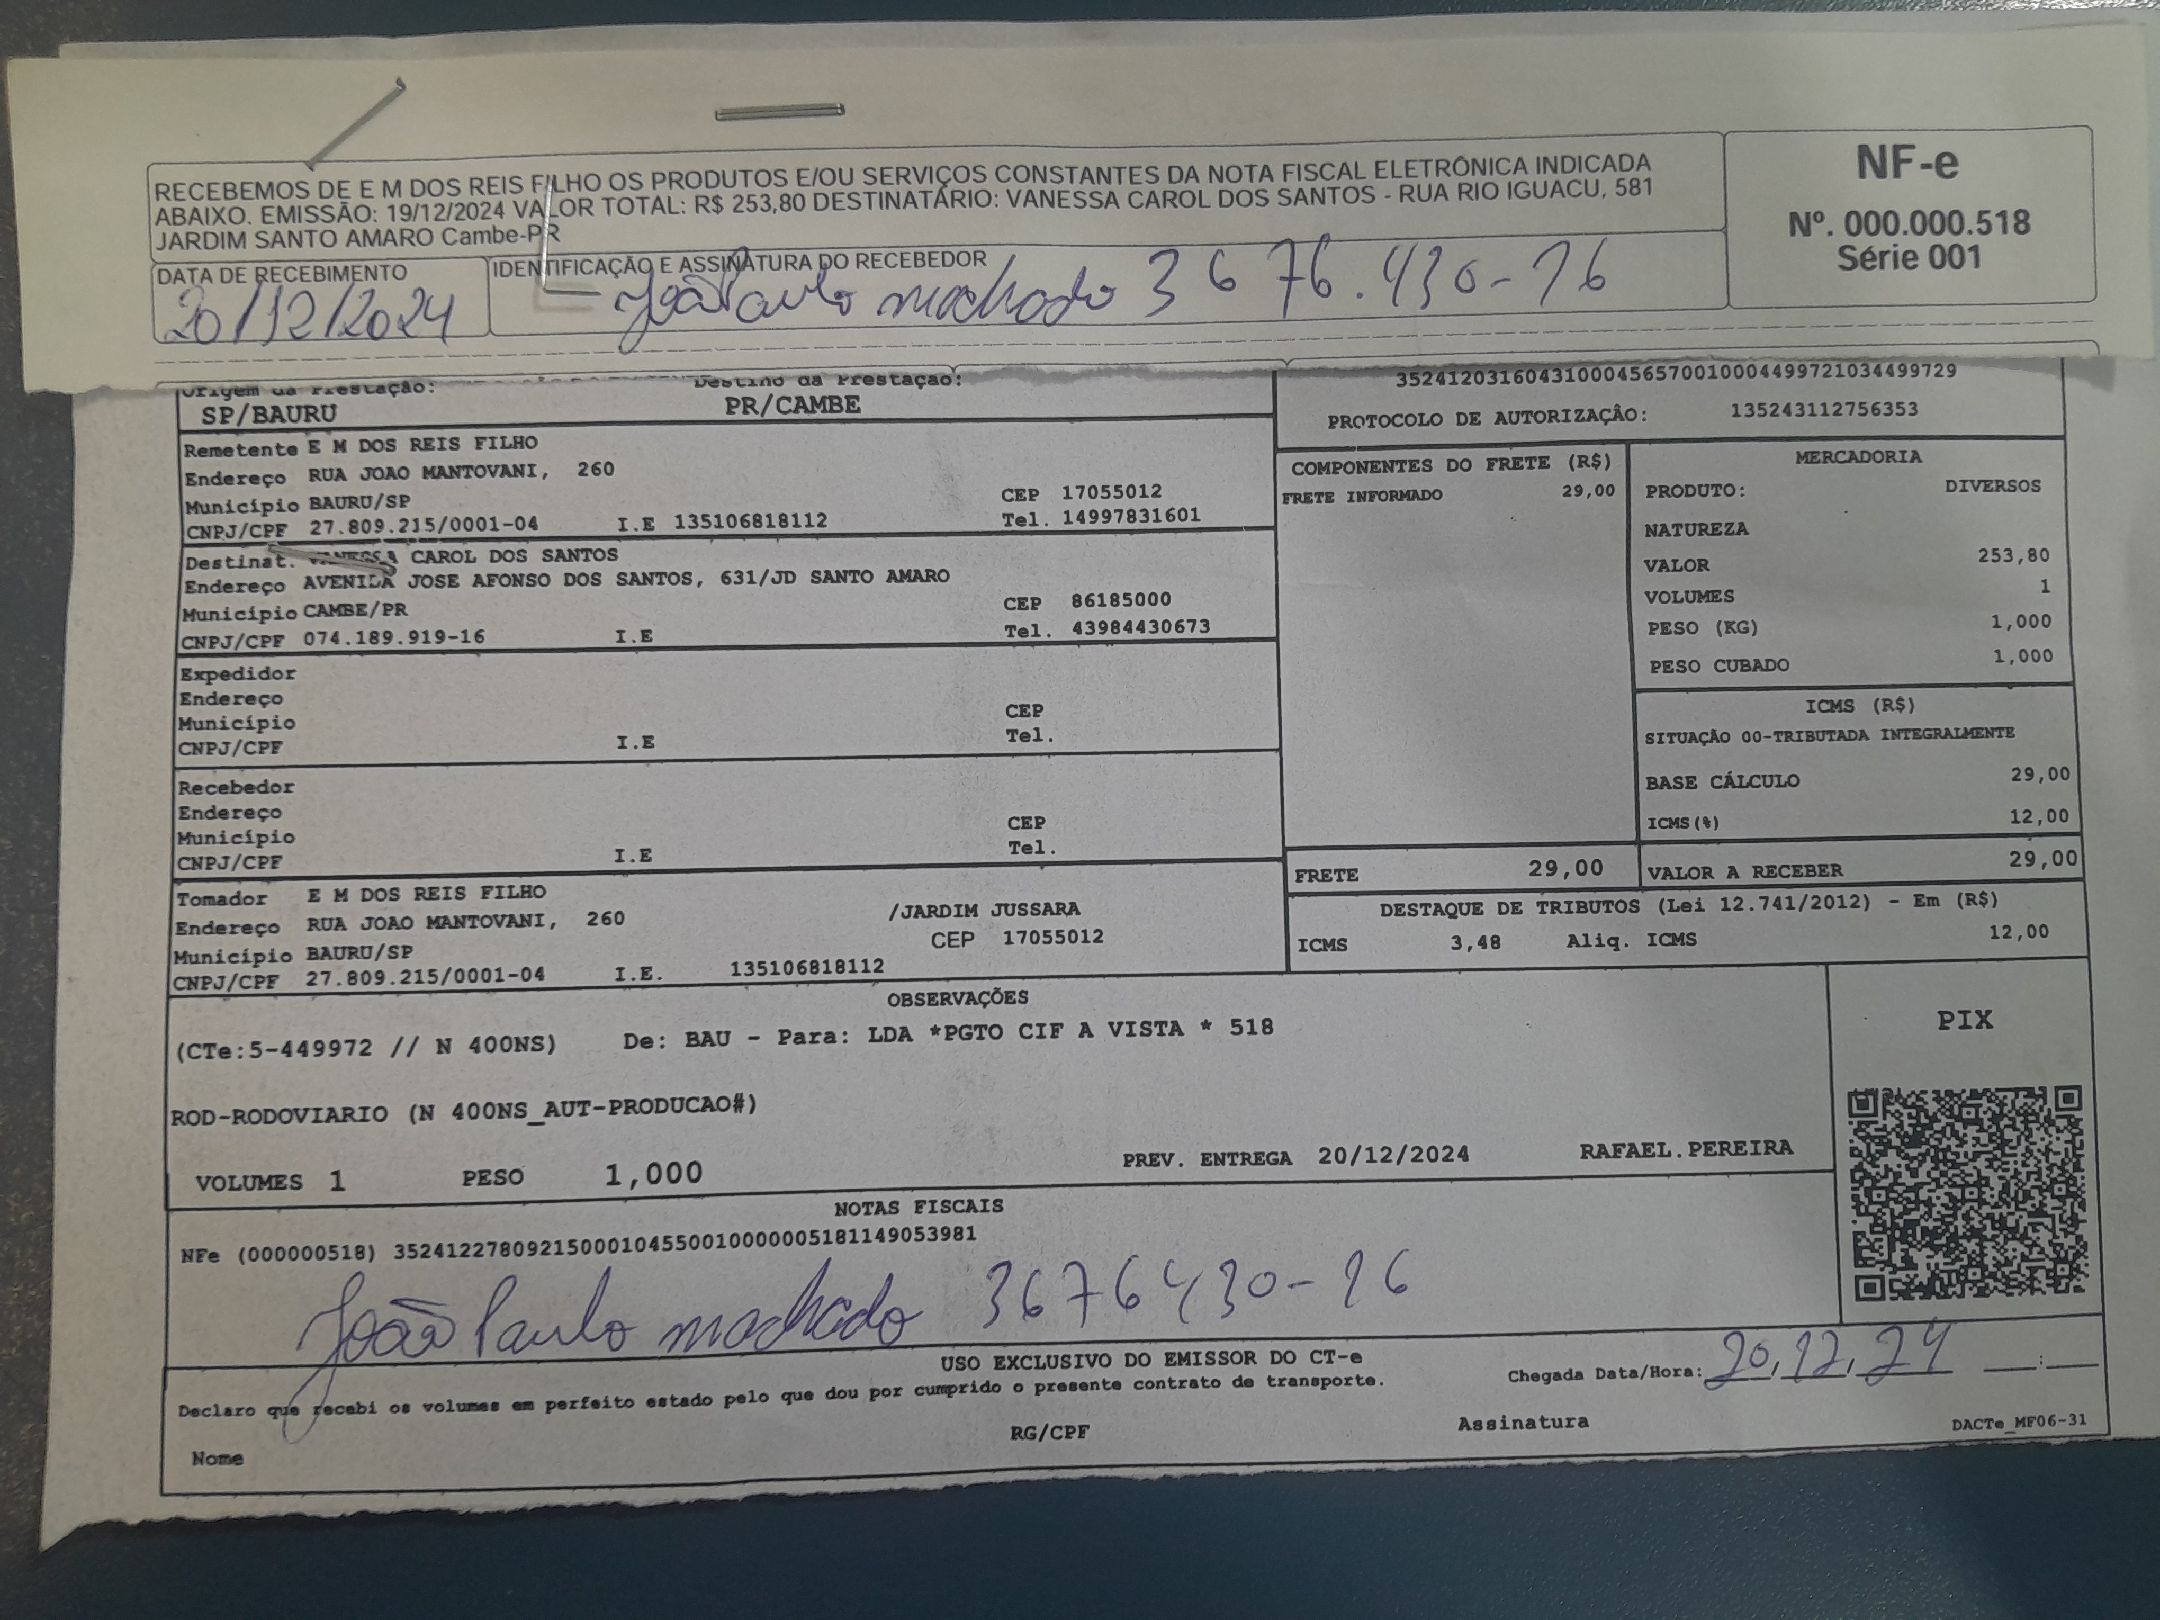 RECEBEMOS DE E M DOS REIS FILHO OS PRODUTOS E/OU SERVIÇOS CONSTANTES DA NOTA FISCAL ELETRÔNICA INDICADA
ABAIXO. EMISSÃO: 19/12/2024 VALOR TOTAL: R$ 253,80 DESTINATÁRIO: VANESSA CAROL DOS SANTOS - RUA RIO IGUACU, 581
JARDIM SANTO AMARO Cambe-PR
NF-e
Nº. 000.000.518
Série 001
DATA DE RECEBIMENTO
20/12/2024
IDENTIFICAÇÃO E ASSINATURA DO RECEBEDOR
João Paulo machado 3676.430-16
Origem da Prestação: Destino da Prestação:
SP/BAURU PR/CAMBE
35241203160431000456570010004499721034499729
PROTOCOLO DE AUTORIZAÇÃO: 135243112756353
Remetente E M DOS REIS FILHO
Endereço RUA JOAO MANTOVANI, 260
Município BAURU/SP CEP 17055012
CNPJ/CPF 27.809.215/0001-04 I.E 135106818112 Tel. 14997831601
Destinat. VANESSA CAROL DOS SANTOS
Endereço AVENIDA JOSE AFONSO DOS SANTOS, 631/JD SANTO AMARO
Município CAMBE/PR CEP 86185000
CNPJ/CPF 074.189.919-16 I.E Tel. 43984430673
Expedidor
Endereço
Município CEP
CNPJ/CPF I.E Tel.
Recebedor
Endereço
Município CEP
CNPJ/CPF I.E Tel.
Tomador E M DOS REIS FILHO
Endereço RUA JOAO MANTOVANI, 260 /JARDIM JUSSARA
Município BAURU/SP CEP 17055012
CNPJ/CPF 27.809.215/0001-04 I.E. 135106818112
COMPONENTES DO FRETE (R$)
FRETE INFORMADO 29,00
MERCADORIA
PRODUTO: DIVERSOS
NATUREZA
VALOR 253,80
VOLUMES 1
PESO (KG) 1,000
PESO CUBADO 1,000
ICMS (R$)
SITUAÇÃO 00-TRIBUTADA INTEGRALMENTE
BASE CÁLCULO 29,00
ICMS(%) 12,00
FRETE 29,00
VALOR A RECEBER 29,00
DESTAQUE DE TRIBUTOS (Lei 12.741/2012) - Em (R$)
ICMS 3,48 Aliq. ICMS 12,00
OBSERVAÇÕES
(CTe:5-449972 // N 400NS) De: BAU - Para: LDA *PGTO CIF A VISTA * 518
ROD-RODOVIARIO (N 400NS_AUT-PRODUCAO#)
VOLUMES 1 PESO 1,000 PREV. ENTREGA 20/12/2024 RAFAEL.PEREIRA
PIX
NOTAS FISCAIS
NFe (000000518) 35241227809215000104550010000005181149053981
João Paulo machado 3676430-16
USO EXCLUSIVO DO EMISSOR DO CT-e
Chegada Data/Hora: 20,12,24 __:__
Declaro que recebi os volumes em perfeito estado pelo que dou por cumprido o presente contrato de transporte.
Nome RG/CPF Assinatura
DACTe_MF06-31